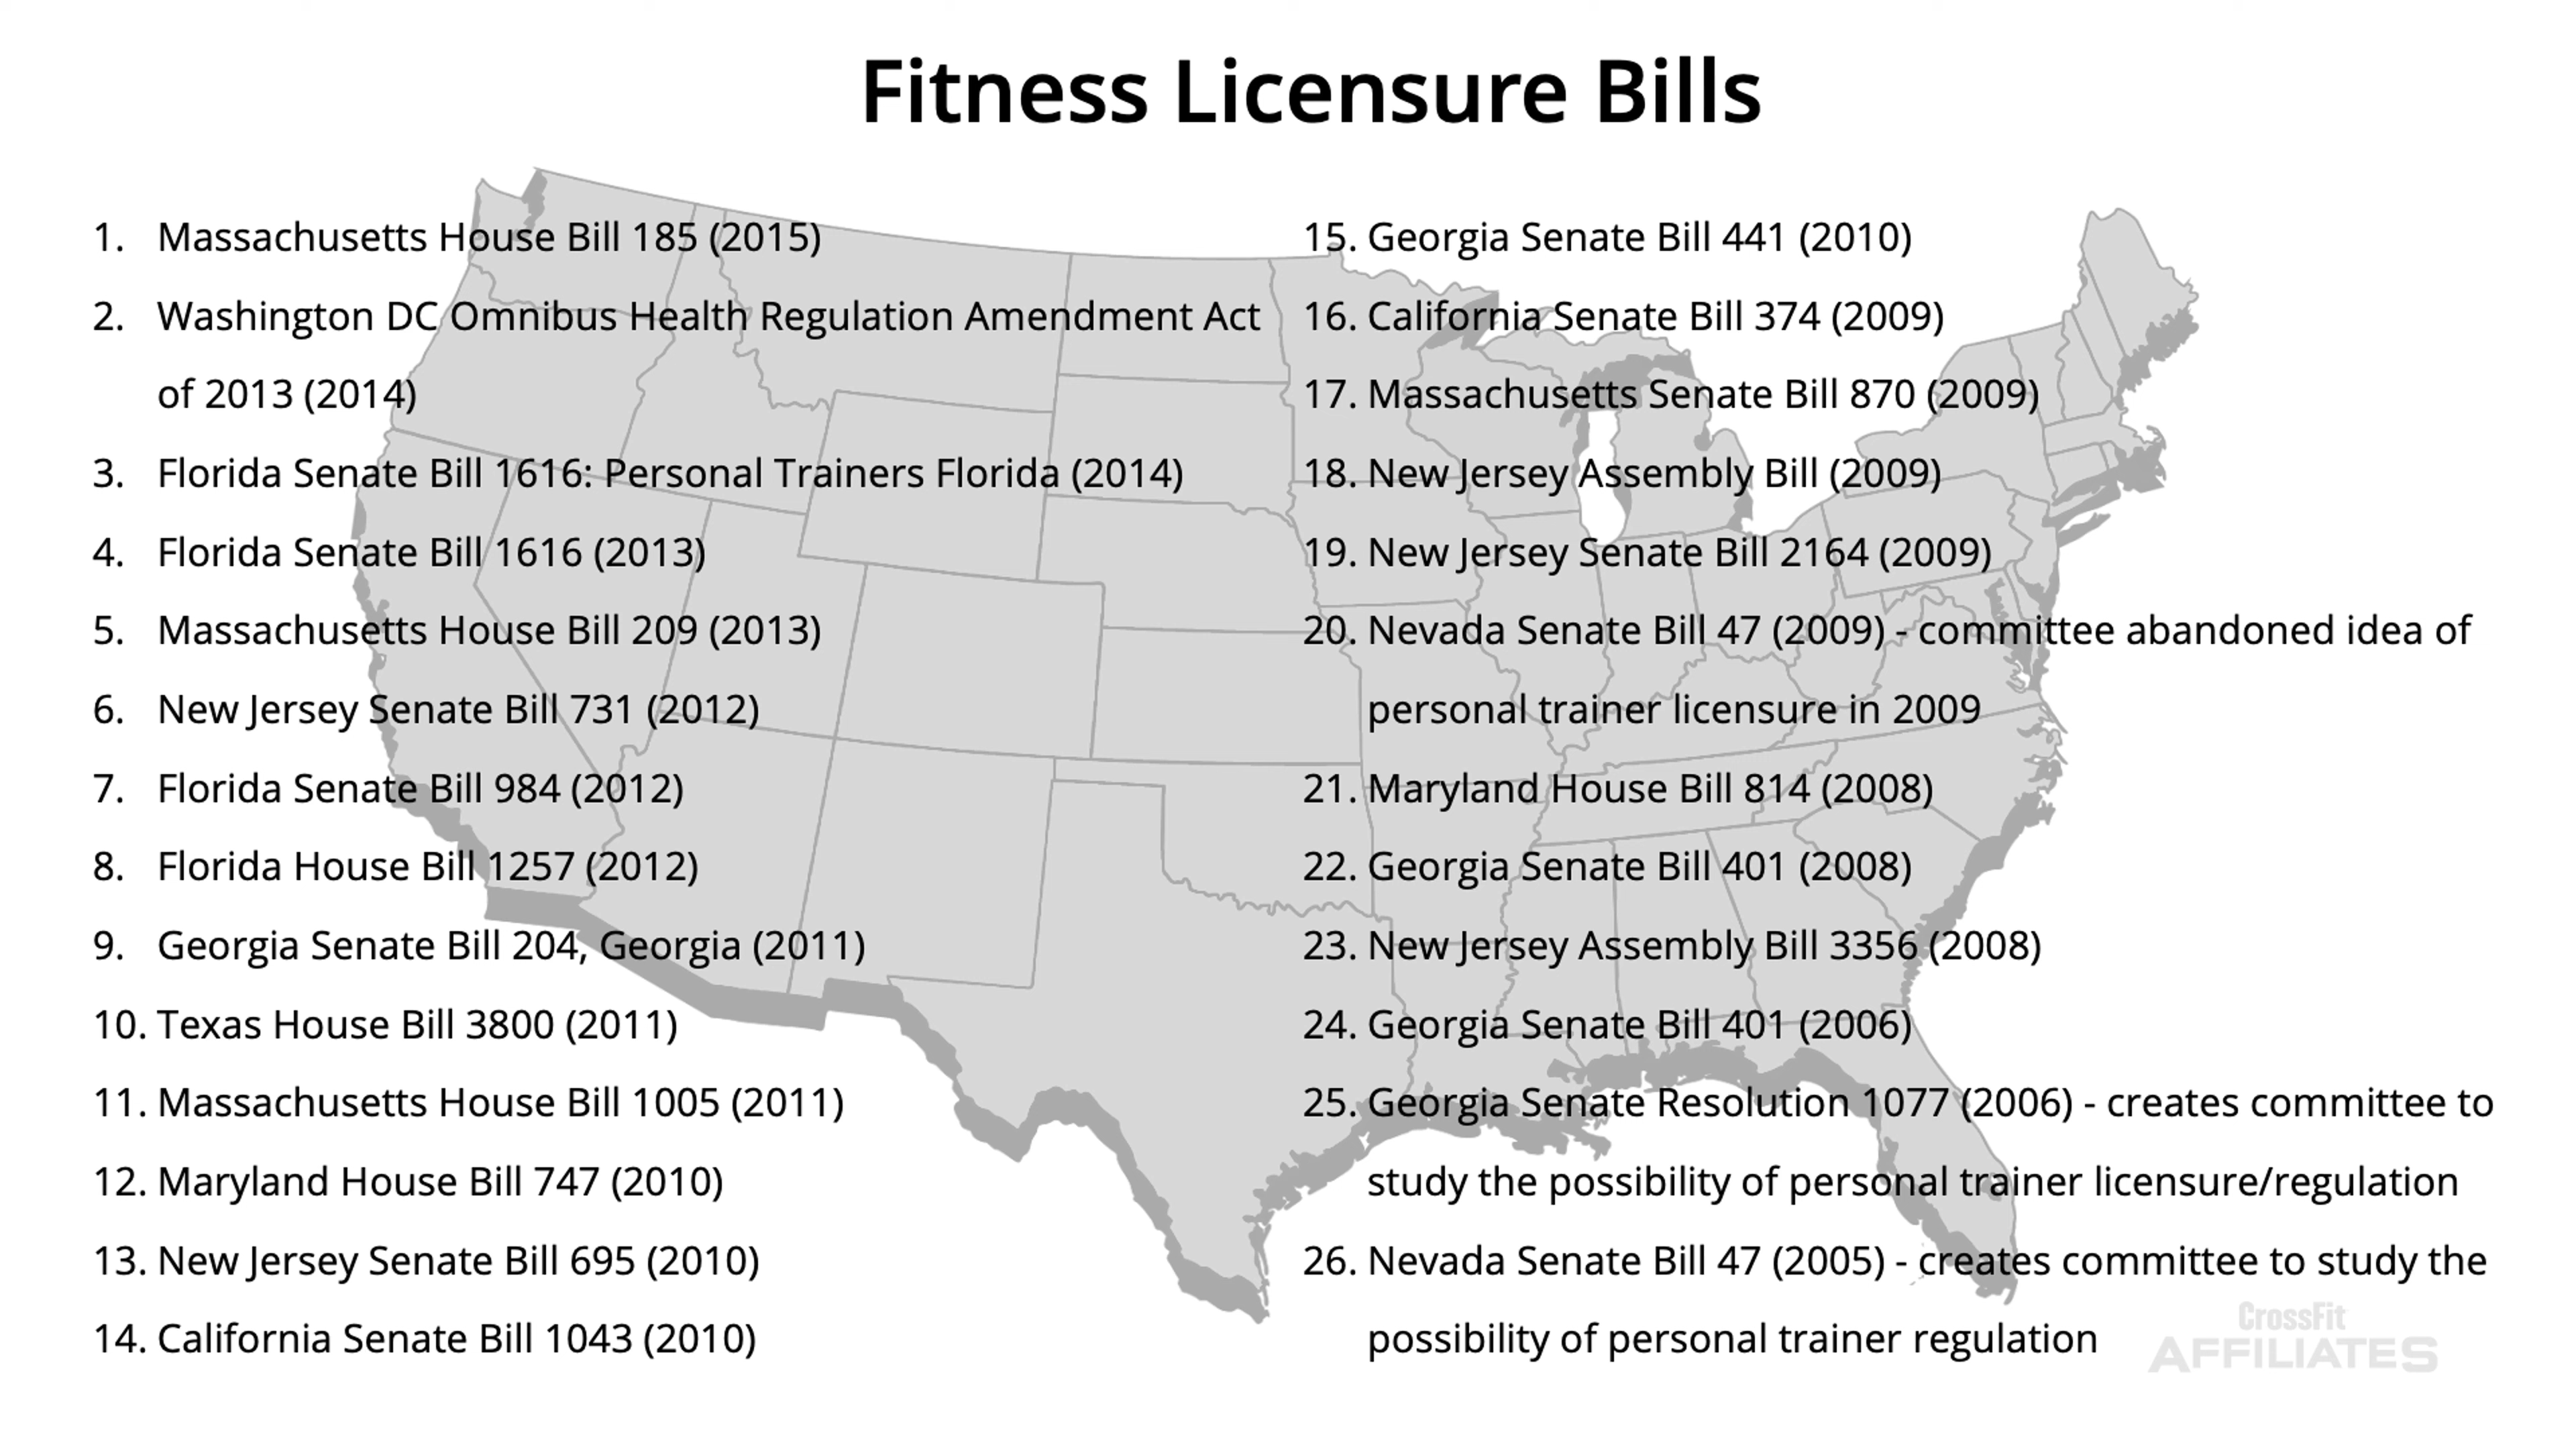 Fitness Licensure Bills
1. Massachusetts House Bill 185 (2015)
2. Washington DC Omnibus Health Regulation Amendment Act
of 2013 (2014)
3. Florida Senate Bill 1616: Personal Trainers Florida (2014)
4. Florida Senate Bill 1616 (2013)
5. Massachusetts House Bill 209 (2013)
6. New Jersey Senate Bill 731 (2012)
7. Florida Senate Bill 984 (2012)
8. Florida House Bill 1257 (2012)
9. Georgia Senate Bill 204, Georgia (2011)
10. Texas House Bill 3800 (2011)
11. Massachusetts House Bill 1005 (2011)
12. Maryland House Bill 747 (2010)
13. New Jersey Senate Bill 695 (2010)
14. California Senate Bill 1043 (2010)
15. Georgia Senate Bill 441 (2010)
16. California Senate Bill 374 (2009)
17. Massachusetts Senate Bill 870 (2009)
18. New Jersey Assembly Bill (2009)
19. New Jersey Senate Bill 2164 (2009)
20. Nevada Senate Bill 47 (2009) - committee abandoned idea of
personal trainer licensure in 2009
21. Maryland House Bill 814 (2008)
22. Georgia Senate Bill 401 (2008)
23. New Jersey Assembly Bill 3356 (2008)
24. Georgia Senate Bill 401 (2006)
25. Georgia Senate Resolution 1077 (2006) - creates committee to
study the possibility of personal trainer licensure/regulation
26. Nevada Senate Bill 47 (2005) - creates committee to study the
possibility of personal trainer regulation
CrossFit
AFFILIATES